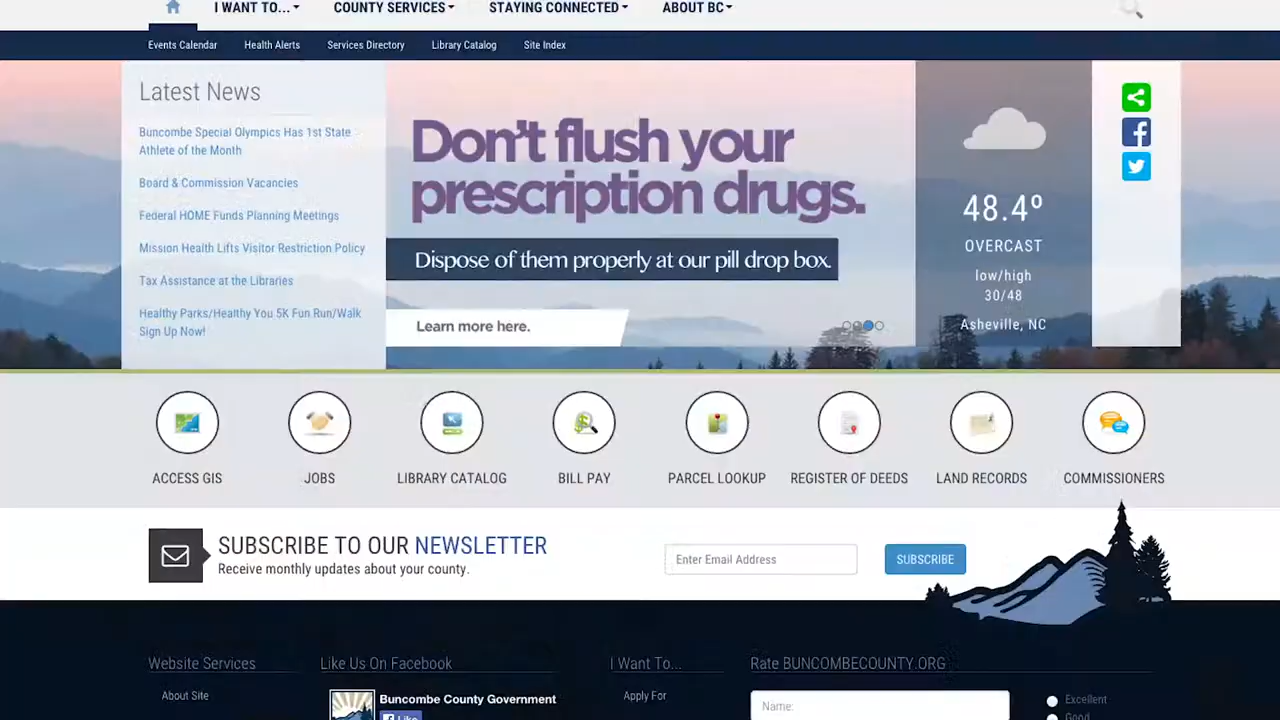 I WANT TO...
COUNTY SERVICES
STAYING CONNECTED
ABOUT BC
Events Calendar
Health Alerts
Services Directory
Library Catalog
Site Index
Latest News
Buncombe Special Olympics Has 1st State
Athlete of the Month
Board & Commission Vacancies
Federal HOME Funds Planning Meetings
Mission Health Lifts Visitor Restriction Policy
Tax Assistance at the Libraries
Healthy Parks/Healthy You 5K Fun Run/Walk
Sign Up Now!
Don't flush your
prescription drugs.
Dispose of them properly at our pill drop box.
Learn more here.
48.4º
OVERCAST
low/high
30/48
Asheville, NC
ACCESS GIS
JOBS
LIBRARY CATALOG
BILL PAY
PARCEL LOOKUP
REGISTER OF DEEDS
LAND RECORDS
COMMISSIONERS
SUBSCRIBE TO OUR NEWSLETTER
Receive monthly updates about your county.
Enter Email Address
SUBSCRIBE
Website Services
About Site
Like Us On Facebook
Buncombe County Government
Like
I Want To...
Apply For
Rate BUNCOMBECOUNTY.ORG
Name:
Excellent
Good